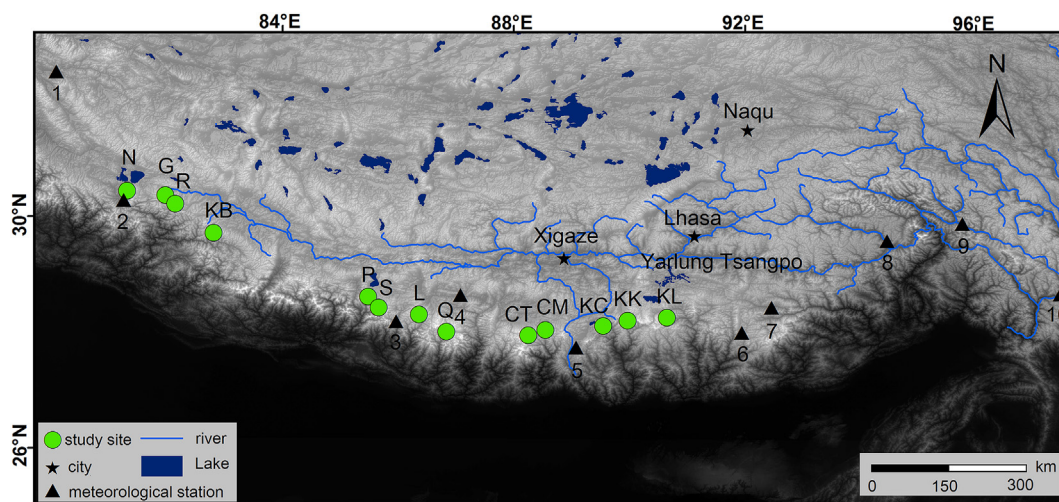 84°E 88°E 92°E 96°E
N
1
Naqu
N
G
R
2
30°N
KB
Lhasa
Xigaze
9
8
Yarlung Tsangpo
P
S
L
4
Q
3
CT
CM
KC
KK
KL
5
6
7
10
26°N
study site
river
city
Lake
meteorological station
km
0 150 300